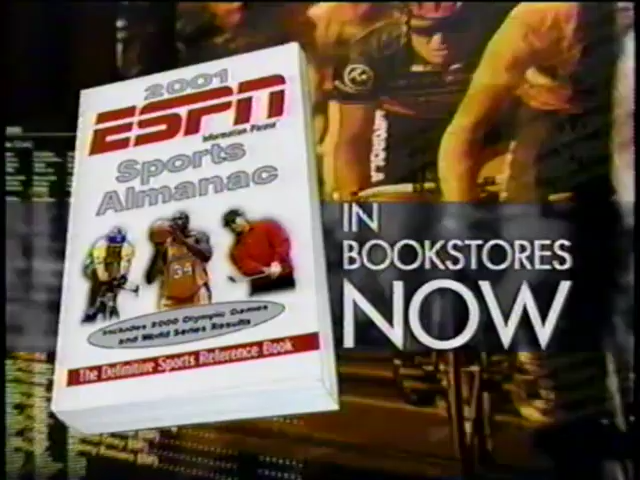 2001
ESPN
Information Please
Sports
Almanac
34
Includes 2000 Olympic Games
and World Series Results
The Definitive Sports Reference Book
IN
BOOKSTORES
NOW